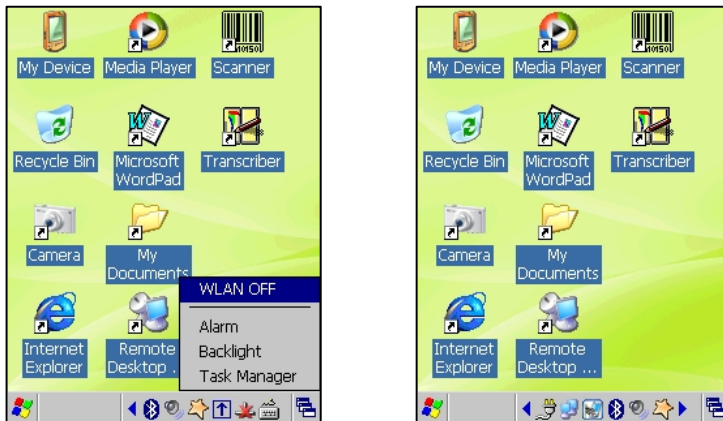 My Device Media Player Scanner
Recycle Bin Microsoft WordPad Transcriber
Camera My Documents
WLAN OFF
Alarm
Backlight
Task Manager
Internet Explorer Remote Desktop ...
My Device Media Player Scanner
Recycle Bin Microsoft WordPad Transcriber
Camera My Documents
Internet Explorer Remote Desktop ...